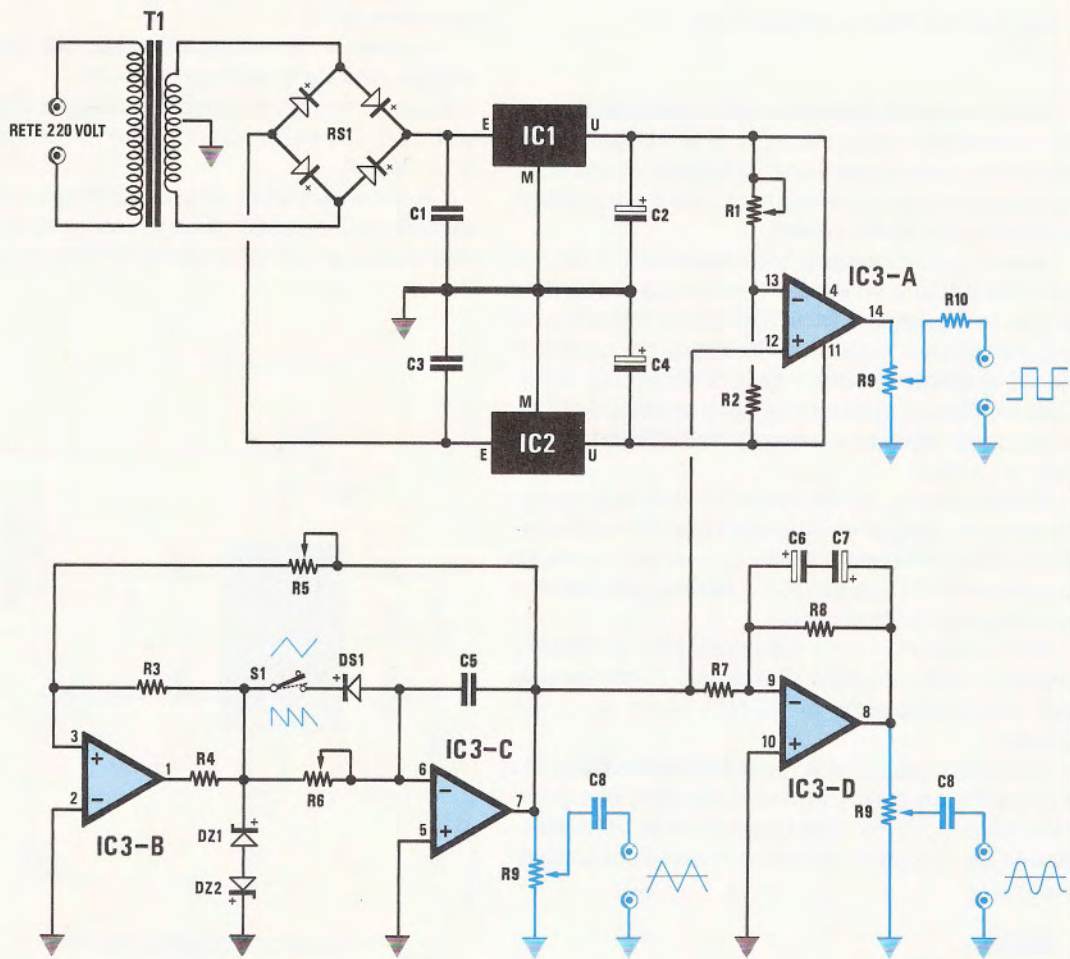 T1
RETE 220 VOLT
RS1
E
IC1
U
M
C1
C2
R1
IC3-A
13
-
4
14
12
+
11
R10
R9
C3
+
C4
R2
M
E
IC2
U
R5
C6
C7
+
+
R8
R3
S1
DS1
+
C5
R7
9
-
8
10
+
IC3-D
3
+
1
2
-
IC3-B
R4
R6
IC3-C
6
-
7
5
+
C8
R9
R9
C8
DZ1
+
DZ2
+